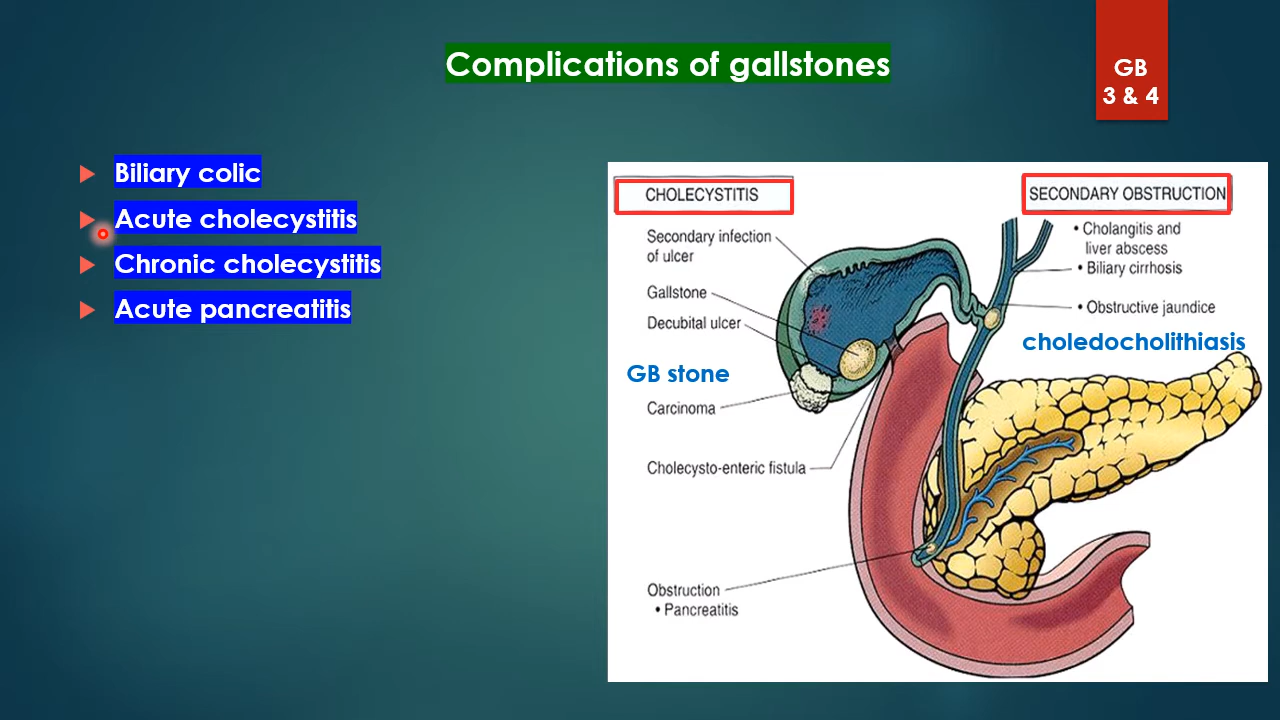 Complications of gallstones
GB
3 & 4
Biliary colic
Acute cholecystitis
Chronic cholecystitis
Acute pancreatitis
CHOLECYSTITIS
Secondary infection
of ulcer
Gallstone
Decubital ulcer
GB stone
Carcinoma
Cholecysto-enteric fistula
Obstruction
• Pancreatitis
SECONDARY OBSTRUCTION
• Cholangitis and
liver abscess
• Biliary cirrhosis
• Obstructive jaundice
choledocholithiasis